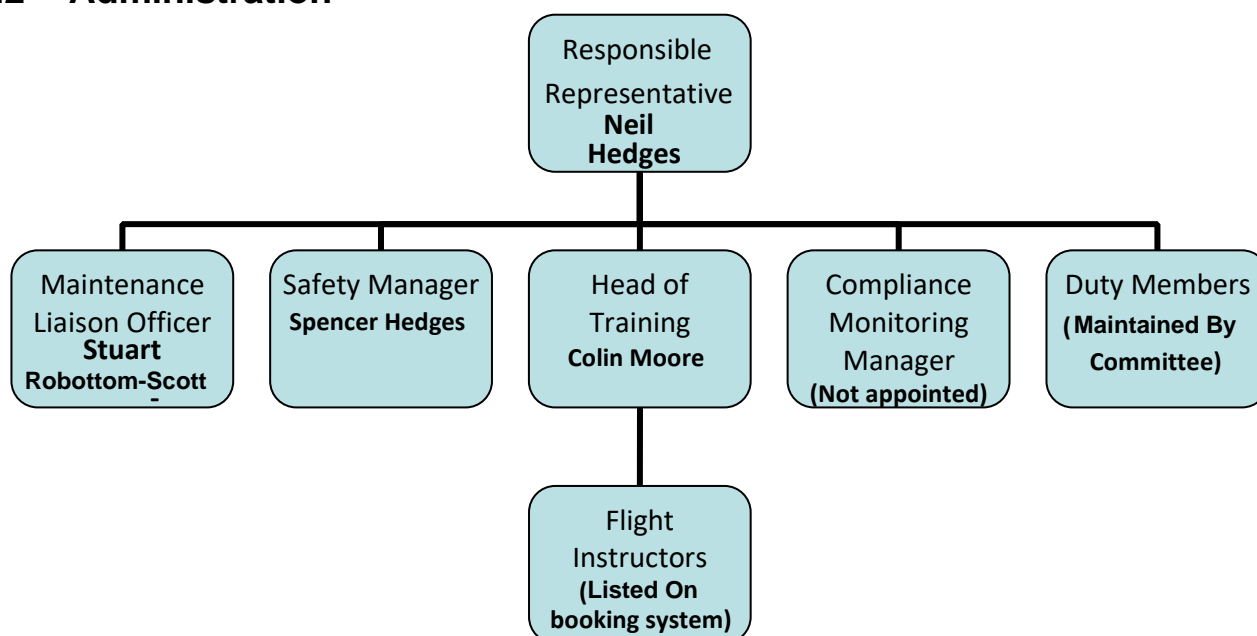 Administration
Responsible
Representative
Neil
Hedges
Maintenance
Liaison Officer
Stuart
Robottom-Scott
-
Safety Manager
Spencer Hedges
Head of
Training
Colin Moore
Compliance
Monitoring
Manager
(Not appointed)
Duty Members
(Maintained By
Committee)
Flight
Instructors
(Listed On
booking system)